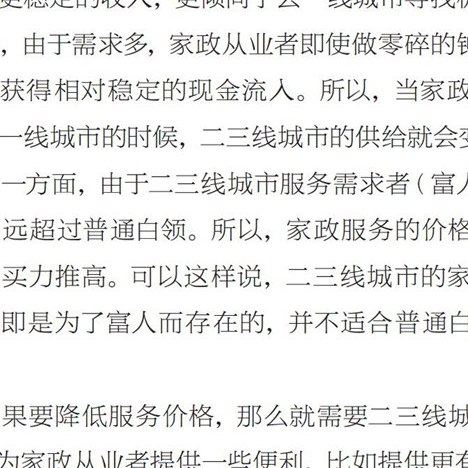 更稳定的收入，更倾向于去一线城市寻找机
，由于需求多，家政从业者即使做零碎的钟
获得相对稳定的现金流入。所以，当家政
一线城市的时候，二三线城市的供给就会变
一方面，由于二三线城市服务需求者（富人
远超过普通白领。所以，家政服务的价格
买力推高。可以这样说，二三线城市的家
即是为了富人而存在的，并不适合普通白
果要降低服务价格，那么就需要二三线城
为家政从业者提供一些便利，比如提供更有